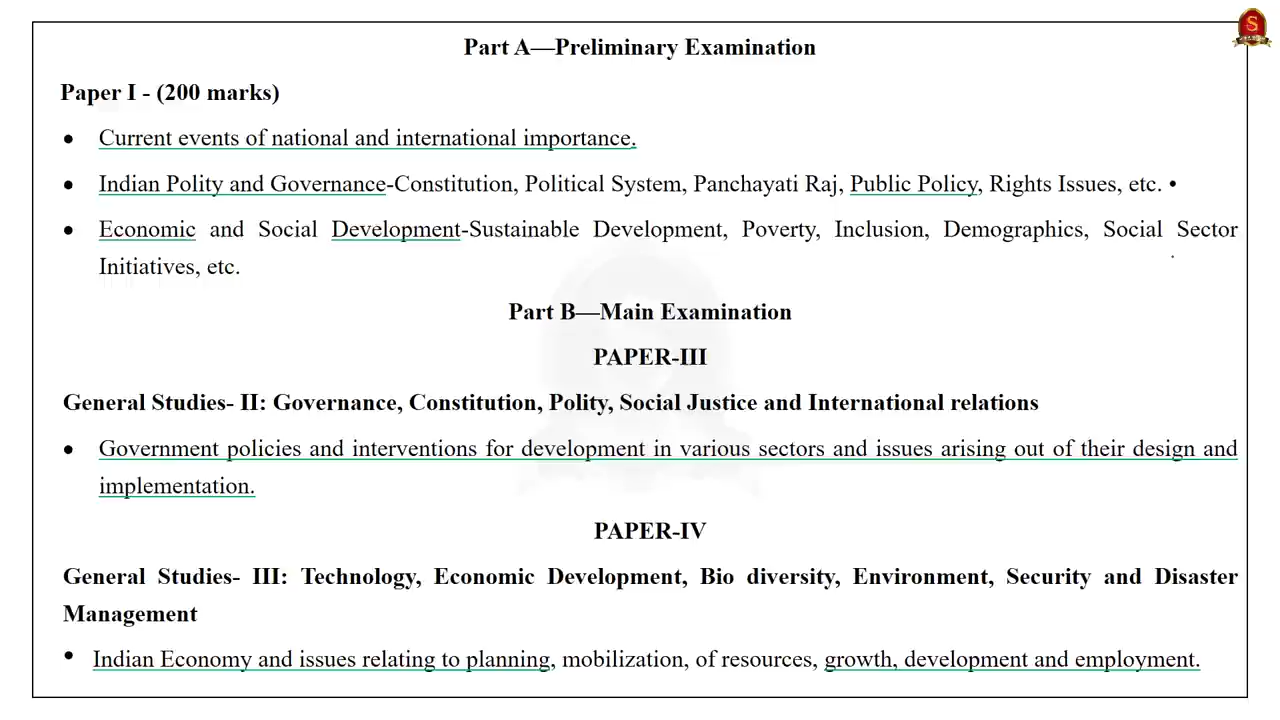 Part A—Preliminary Examination
Paper I - (200 marks)
• Current events of national and international importance.
• Indian Polity and Governance-Constitution, Political System, Panchayati Raj, Public Policy, Rights Issues, etc. •
• Economic and Social Development-Sustainable Development, Poverty, Inclusion, Demographics, Social Sector
Initiatives, etc.
Part B—Main Examination
PAPER-III
General Studies- II: Governance, Constitution, Polity, Social Justice and International relations
• Government policies and interventions for development in various sectors and issues arising out of their design and
implementation.
PAPER-IV
General Studies- III: Technology, Economic Development, Bio diversity, Environment, Security and Disaster
Management
• Indian Economy and issues relating to planning, mobilization, of resources, growth, development and employment.
S